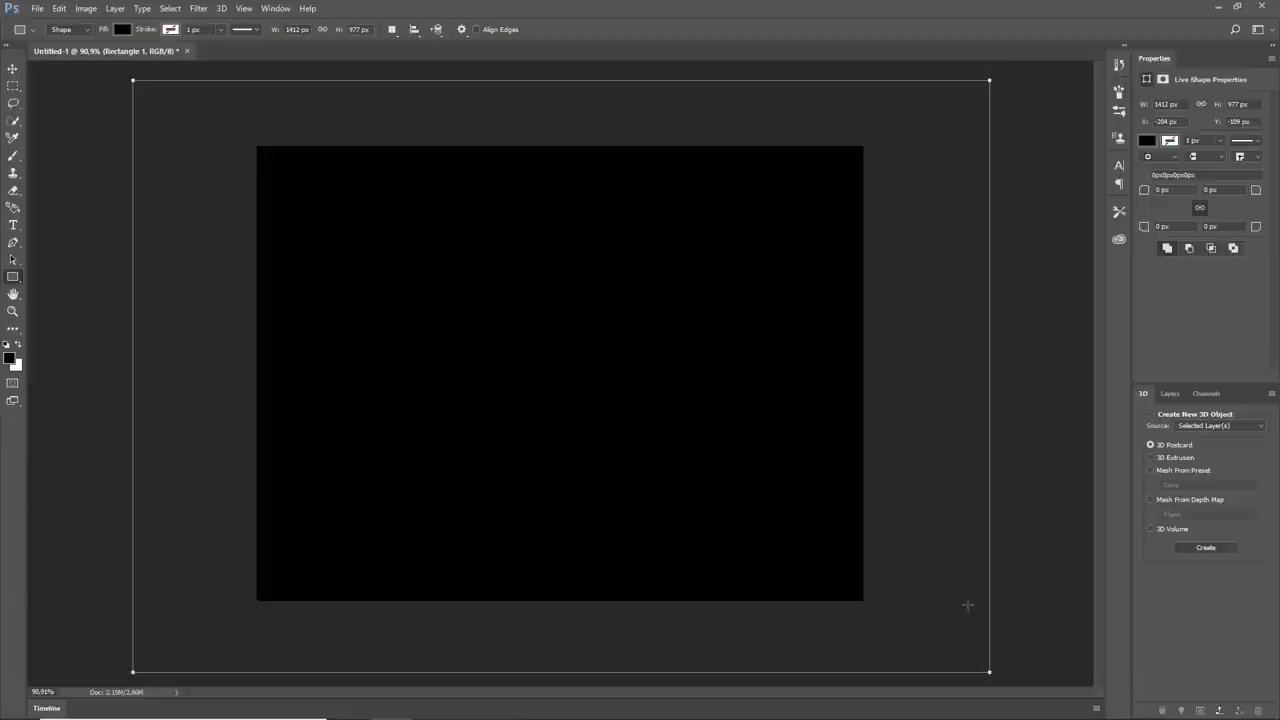 Ps File Edit Image Layer Type Select Filter 3D View Window Help
Shape Fill: Stroke: 1 px W: 1412 px H: 977 px Align Edges
Untitled-1 @ 90,9% (Rectangle 1, RGB/8) * ×
Properties
Live Shape Properties
W: 1412 px H: 977 px
X: -204 px Y: -109 px
1 px
0px0px0px0px
0 px 0 px
0 px 0 px
3D Layers Channels
Create New 3D Object
Source: Selected Layer(s)
3D Postcard
3D Extrusion
Mesh From Preset
Cone
Mesh From Depth Map
Plane
3D Volume
Create
90,91% Doc: 2,15M/2,86M
Timeline